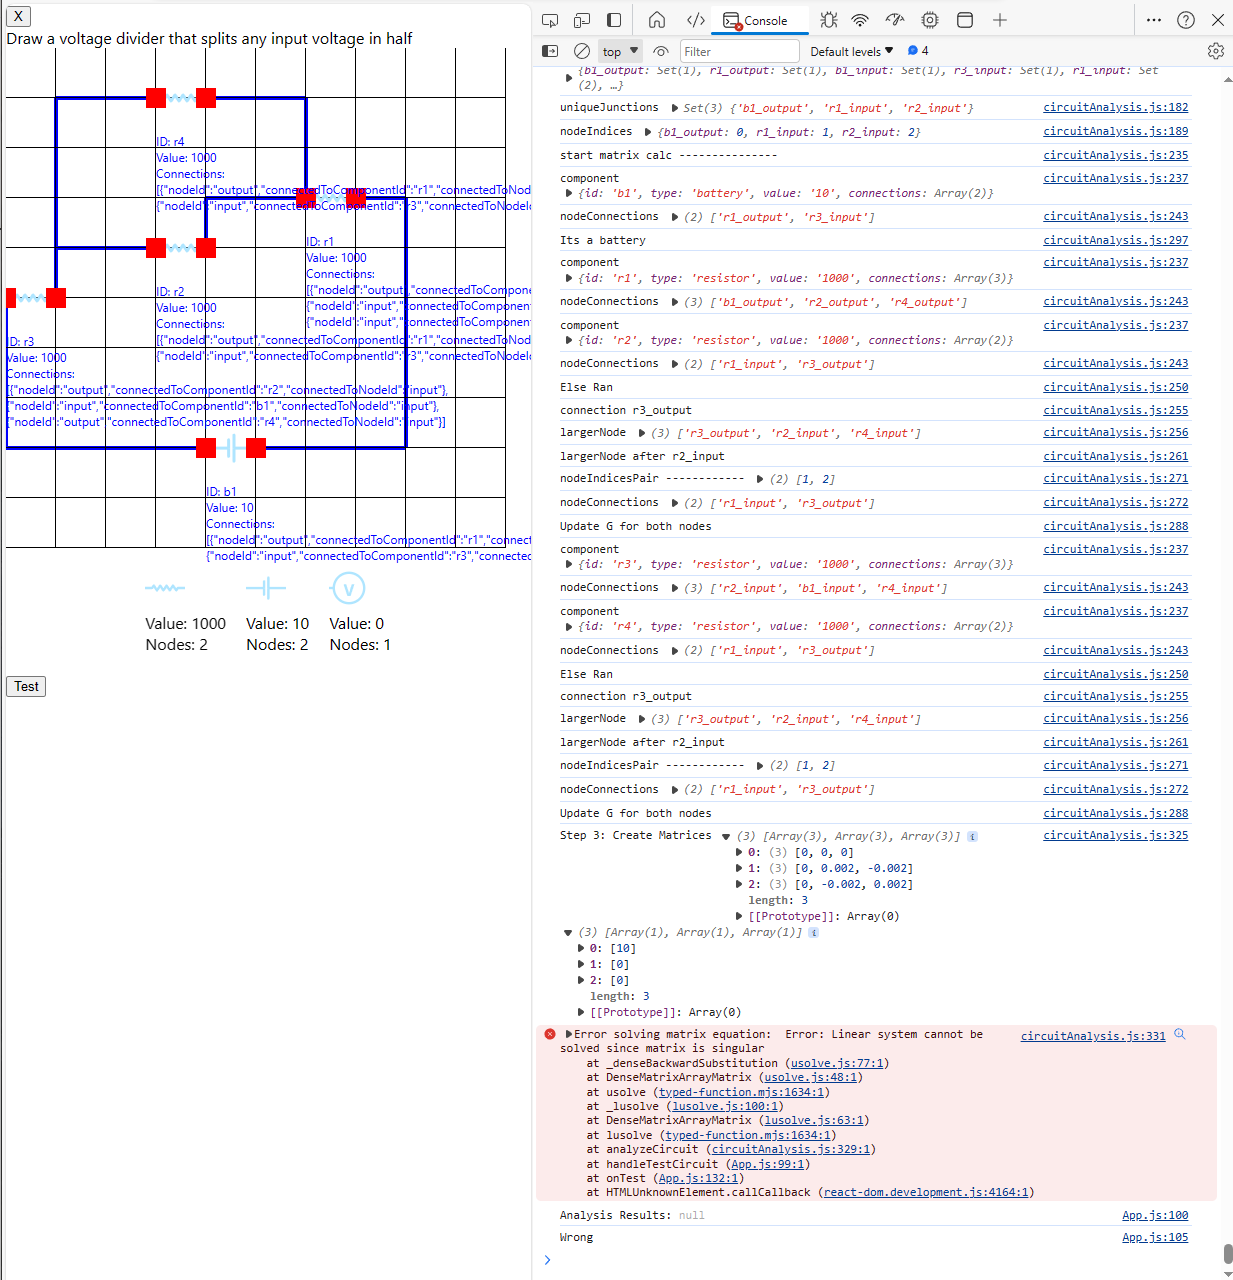 X
Draw a voltage divider that splits any input voltage in half
ID: r4
Value: 1000
Connections:
[{"nodeId":"output","connectedToComponentId":"r1","connectedToNod
{"nodeId":"input","connectedToComponentId":"r3","connectedToNodeId
ID: r1
Value: 1000
Connections:
[{"nodeId":"output","connectedToCompone
{"nodeId":"input","connectedToComponent
{"nodeId":"input","connectedToComponent
ID: r2
Value: 1000
Connections:
[{"nodeId":"output","connectedToComponentId":"r1","connectedToNod
{"nodeId":"input","connectedToComponentId":"r3","connectedToNodeId
ID: r3
Value: 1000
Connections:
[{"nodeId":"output","connectedToComponentId":"r2","connectedToNodeId":"input"},
{"nodeId":"input","connectedToComponentId":"b1","connectedToNodeId":"input"},
{"nodeId":"output","connectedToComponentId":"r4","connectedToNodeId":"input"}]
ID: b1
Value: 10
Connections:
[{"nodeId":"output","connectedToComponentId":"r1","connect
{"nodeId":"input","connectedToComponentId":"r3","connected
V
Value: 1000
Nodes: 2
Value: 10
Nodes: 2
Value: 0
Nodes: 1
Test
Console
top
Filter
Default levels
4
{b1_output: Set(1), r1_output: Set(1), b1_input: Set(1), r3_input: Set(1), r1_input: Set
(2), …}
uniqueJunctions Set(3) {'b1_output', 'r1_input', 'r2_input'} circuitAnalysis.js:182
nodeIndices {b1_output: 0, r1_input: 1, r2_input: 2} circuitAnalysis.js:189
start matrix calc --------------- circuitAnalysis.js:235
component circuitAnalysis.js:237
{id: 'b1', type: 'battery', value: '10', connections: Array(2)}
nodeConnections (2) ['r1_output', 'r3_input'] circuitAnalysis.js:243
Its a battery circuitAnalysis.js:297
component circuitAnalysis.js:237
{id: 'r1', type: 'resistor', value: '1000', connections: Array(3)}
nodeConnections (3) ['b1_output', 'r2_output', 'r4_output'] circuitAnalysis.js:243
component circuitAnalysis.js:237
{id: 'r2', type: 'resistor', value: '1000', connections: Array(2)}
nodeConnections (2) ['r1_input', 'r3_output'] circuitAnalysis.js:243
Else Ran circuitAnalysis.js:250
connection r3_output circuitAnalysis.js:255
largerNode (3) ['r3_output', 'r2_input', 'r4_input'] circuitAnalysis.js:256
largerNode after r2_input circuitAnalysis.js:261
nodeIndicesPair ------------ (2) [1, 2] circuitAnalysis.js:271
nodeConnections (2) ['r1_input', 'r3_output'] circuitAnalysis.js:272
Update G for both nodes circuitAnalysis.js:288
component circuitAnalysis.js:237
{id: 'r3', type: 'resistor', value: '1000', connections: Array(3)}
nodeConnections (3) ['r2_input', 'b1_input', 'r4_input'] circuitAnalysis.js:243
component circuitAnalysis.js:237
{id: 'r4', type: 'resistor', value: '1000', connections: Array(2)}
nodeConnections (2) ['r1_input', 'r3_output'] circuitAnalysis.js:243
Else Ran circuitAnalysis.js:250
connection r3_output circuitAnalysis.js:255
largerNode (3) ['r3_output', 'r2_input', 'r4_input'] circuitAnalysis.js:256
largerNode after r2_input circuitAnalysis.js:261
nodeIndicesPair ------------ (2) [1, 2] circuitAnalysis.js:271
nodeConnections (2) ['r1_input', 'r3_output'] circuitAnalysis.js:272
Update G for both nodes circuitAnalysis.js:288
Step 3: Create Matrices (3) [Array(3), Array(3), Array(3)] i circuitAnalysis.js:325
0: (3) [0, 0, 0]
1: (3) [0, 0.002, -0.002]
2: (3) [0, -0.002, 0.002]
length: 3
[[Prototype]]: Array(0)
(3) [Array(1), Array(1), Array(1)] i
0: [10]
1: [0]
2: [0]
length: 3
[[Prototype]]: Array(0)
Error solving matrix equation: Error: Linear system cannot be circuitAnalysis.js:331
solved since matrix is singular
at _denseBackwardSubstitution (usolve.js:77:1)
at DenseMatrixArrayMatrix (usolve.js:48:1)
at usolve (typed-function.mjs:1634:1)
at _lusolve (lusolve.js:100:1)
at DenseMatrixArrayMatrix (lusolve.js:63:1)
at lusolve (typed-function.mjs:1634:1)
at analyzeCircuit (circuitAnalysis.js:329:1)
at handleTestCircuit (App.js:99:1)
at onTest (App.js:132:1)
at HTMLUnknownElement.callCallback (react-dom.development.js:4164:1)
Analysis Results: null App.js:100
Wrong App.js:105